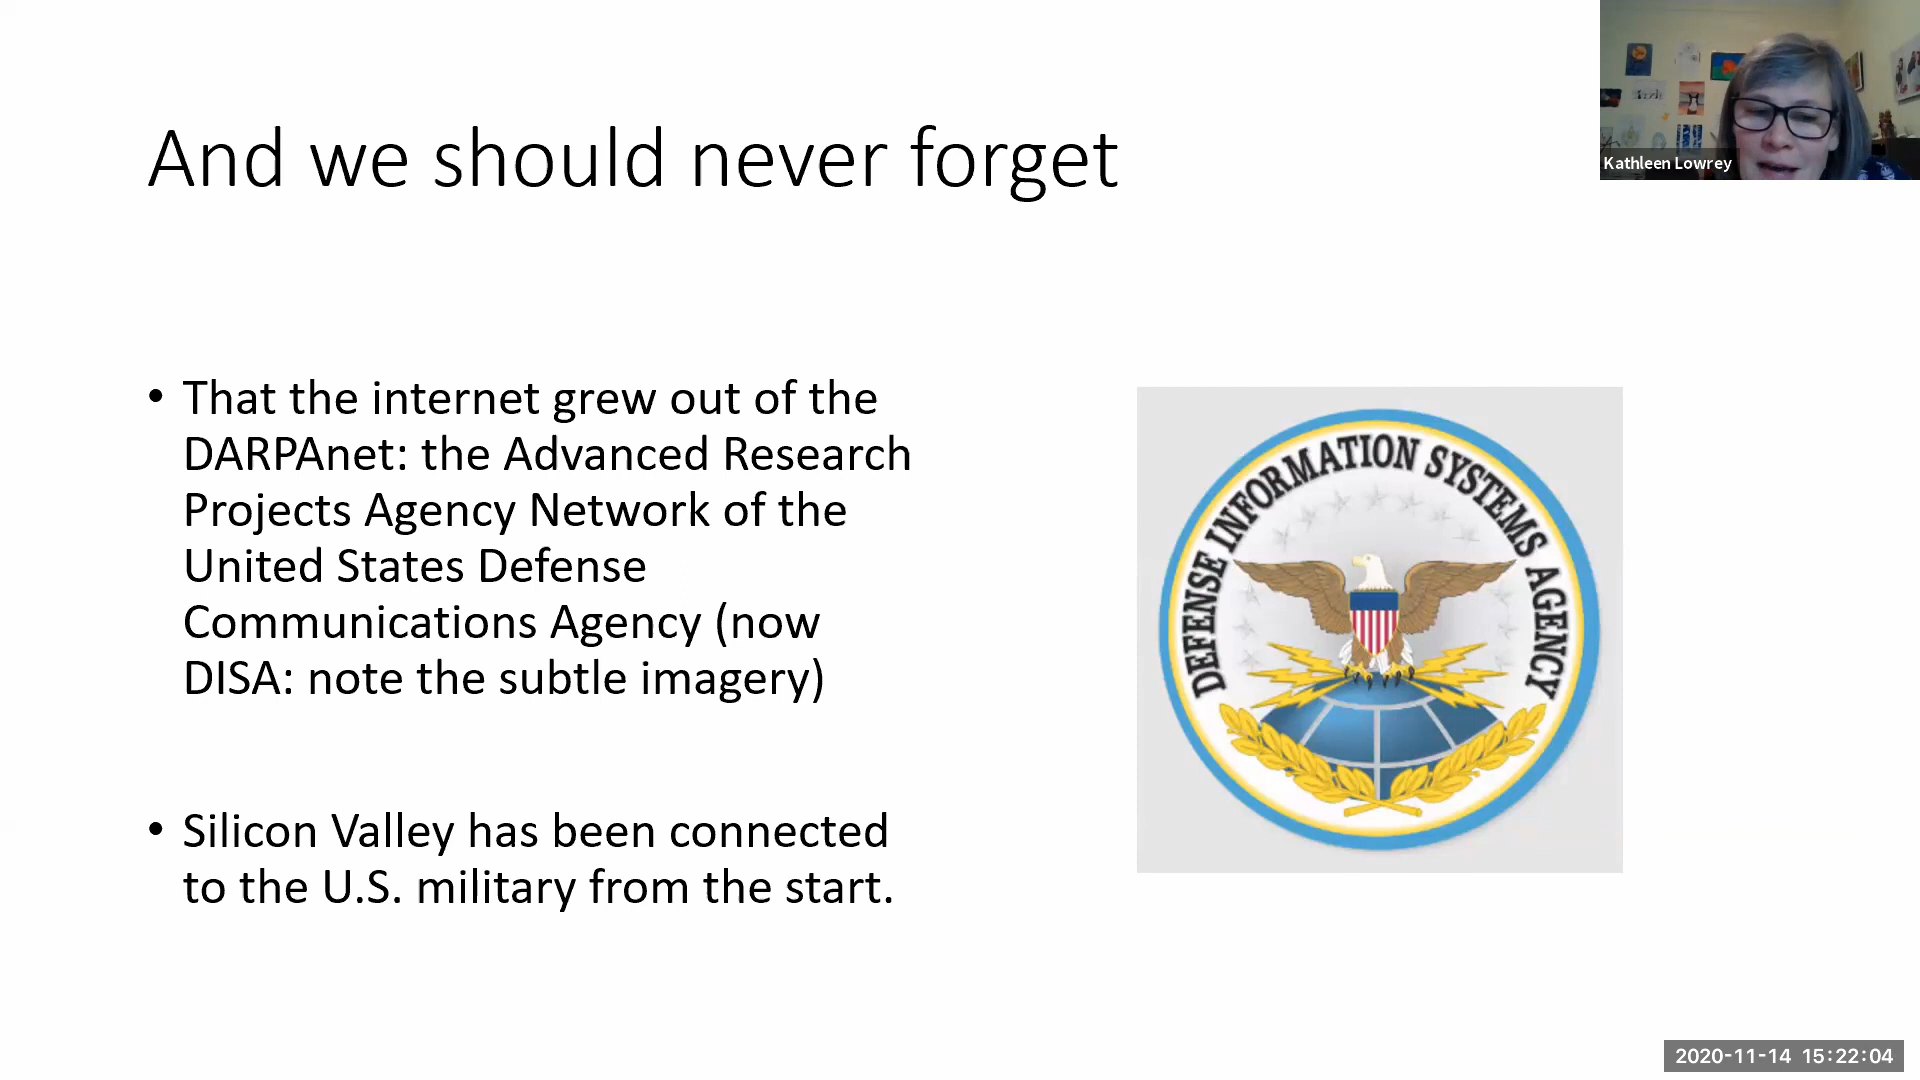 And we should never forget
Kathleen Lowrey
• That the internet grew out of the
DARPAnet: the Advanced Research
Projects Agency Network of the
United States Defense
Communications Agency (now
DISA: note the subtle imagery)
• Silicon Valley has been connected
to the U.S. military from the start.
DEFENSE INFORMATION SYSTEMS AGENCY
2020-11-14 15:22:04